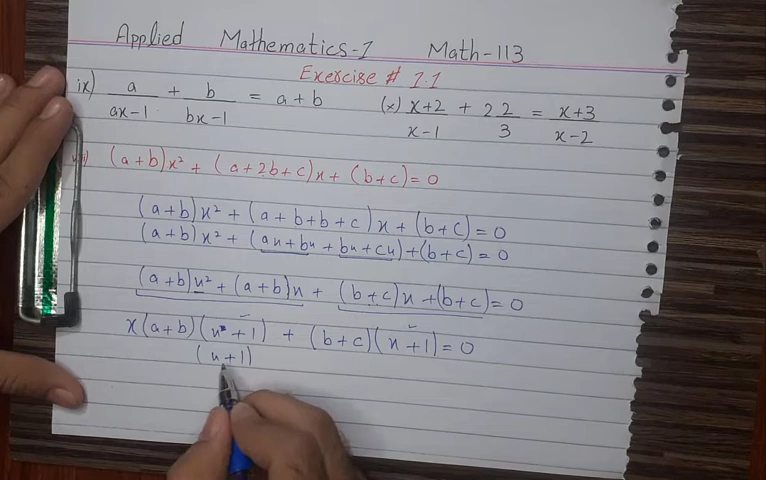 Applied Mathematics-1 Math-113
Exercise # 1.1
ix) a/(ax-1) + b/(bx-1) = a+b (x) (x+2)/(x-1) + 2 2/3 = (x+3)/(x-2)
(a+b)x² + (a+2b+c)x + (b+c) = 0
(a+b)x² + (a+b+b+c)x + (b+c) = 0
(a+b)x² + (ax+bx+bx+cx)+(b+c) = 0
(a+b)x² + (a+b)x + (b+c)x + (b+c) = 0
x(a+b)(x+1) + (b+c)(x+1) = 0
(x+1)